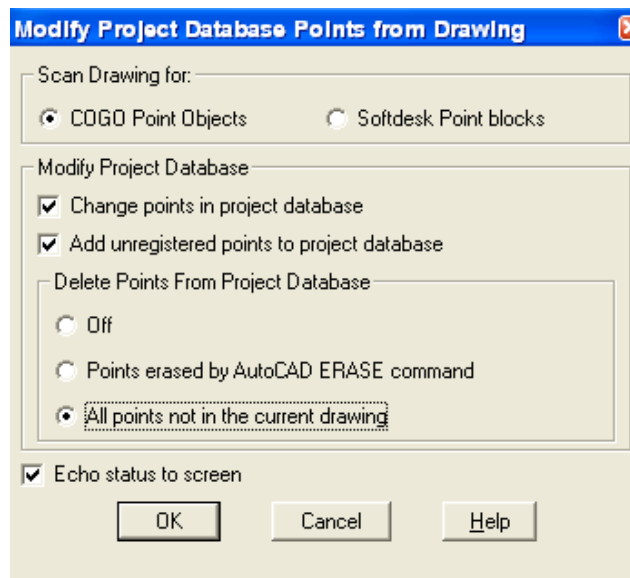 Modify Project Database Points from Drawing
Scan Drawing for:
COGO Point Objects Softdesk Point blocks
Modify Project Database
Change points in project database
Add unregistered points to project database
Delete Points From Project Database
Off
Points erased by AutoCAD ERASE command
All points not in the current drawing
Echo status to screen
OK Cancel Help